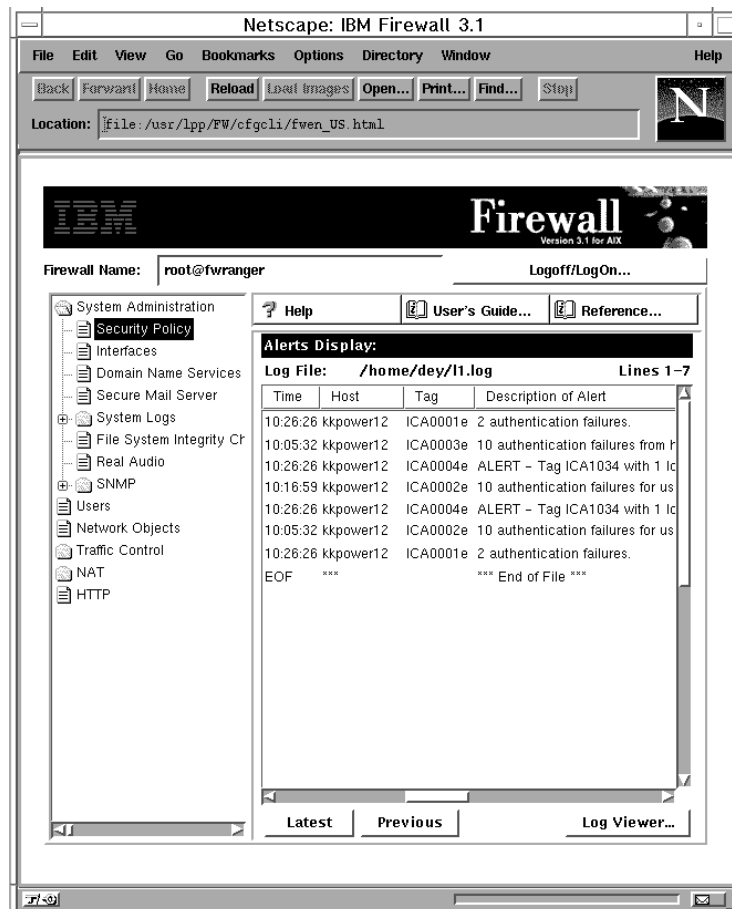 Netscape: IBM Firewall 3.1
File Edit View Go Bookmarks Options Directory Window Help
Back Forward Home Reload Load Images Open... Print... Find... Stop
N
Location: file:/usr/lpp/FW/cfgcli/fwen_US.html
IBM Firewall
Version 3.1 for AIX
Firewall Name: root@fwranger Logoff/LogOn...
System Administration
Security Policy
Interfaces
Domain Name Services
Secure Mail Server
System Logs
File System Integrity Ch
Real Audio
SNMP
Users
Network Objects
Traffic Control
NAT
HTTP
Help User's Guide... Reference...
Alerts Display:
Log File: /home/dey/l1.log Lines 1-7
Time Host Tag Description of Alert
10:26:26 kkpower12 ICA0001e 2 authentication failures.
10:05:32 kkpower12 ICA0003e 10 authentication failures from h
10:26:26 kkpower12 ICA0004e ALERT - Tag ICA1034 with 1 lo
10:16:59 kkpower12 ICA0002e 10 authentication failures for us
10:26:26 kkpower12 ICA0004e ALERT - Tag ICA1034 with 1 lo
10:05:32 kkpower12 ICA0002e 10 authentication failures for us
10:26:26 kkpower12 ICA0001e 2 authentication failures.
EOF *** *** End of File ***
Latest Previous Log Viewer...